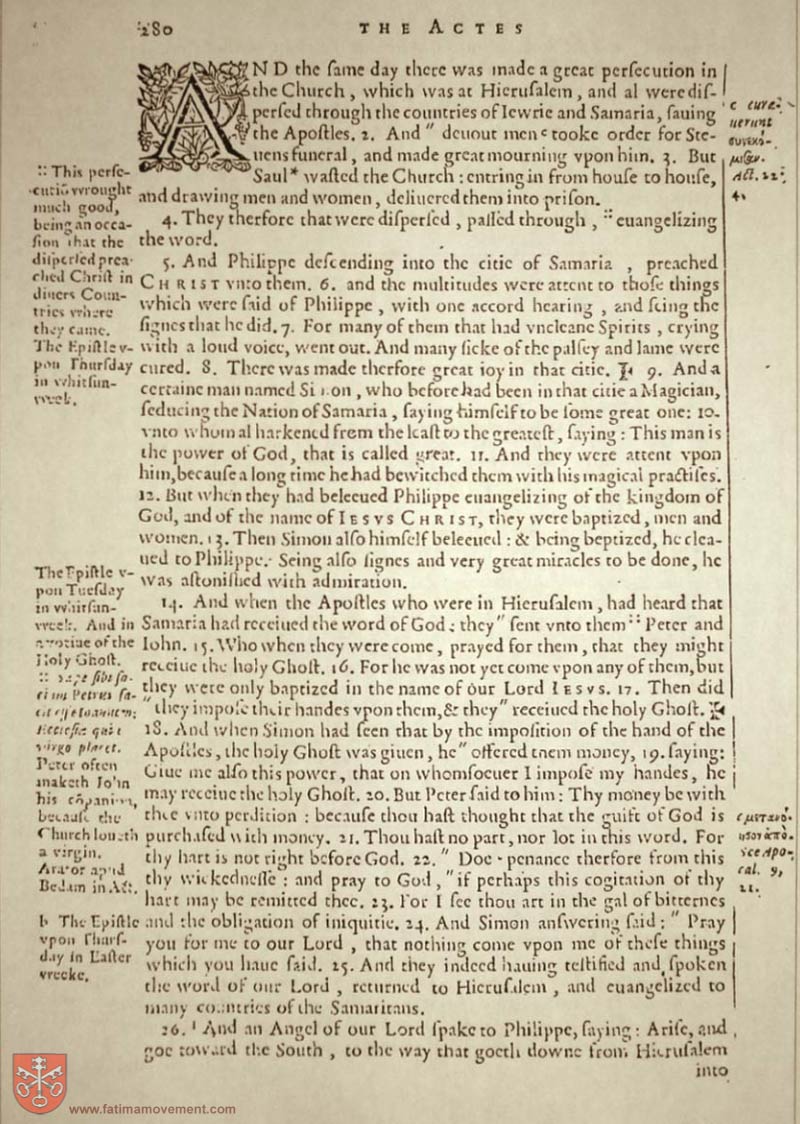 280 THE ACTES
AND the ſame day there was made a great perſecution in
the Church, which was at Hieruſalem, and al were diſ-
perſed through the countries of Iewrie and Samaria, ſauing
the Apoſtles. 2. And " deuout men ᶜ tooke order for Ste-
uens funeral, and made great mourning vpon him. 3. But
Saul * waſted the Church: entring in from houſe to houſe,
and drawing men and women, deliuered them into priſon.
4. They therfore that were diſperſed, paſſed through, :: euangelizing
the word.
5. And Philippe deſcending into the citie of Samaria, preached
CHRIST vnto them. 6. and the multitudes were attent to thoſe things
which were ſaid of Philippe, with one accord hearing, and ſeing the
ſignes that he did. 7. For many of them that had vncleane Spirits, crying
with a loud voice, went out. And many ſicke of the palſey and lame were
cured. 8. There was made therfore great ioy in that citie. 9. And a
certaine man named Simon, who before had been in that citie a Magician,
ſeducing the Nation of Samaria, ſaying himſelf to be ſome great one: 10.
vnto whom al harkened from the leaſt to the greateſt, ſaying: This man is
the power of God, that is called great. 11. And they were attent vpon
him, becauſe a long time he had bewitched them with his magical practiſes.
12. But when they had beleeued Philippe euangelizing of the kingdom of
God, and of the name of IESVS CHRIST, they were baptized, men and
women. 13. Then Simon alſo himſelf beleeued: & being beptized, he clea-
ued to Philippe. Seing alſo ſignes and very great miracles to be done, he
was aſtoniſhed with admiration.
14. And when the Apoſtles who were in Hieruſalem, had heard that
Samaria had receiued the word of God: they " ſent vnto them :: Peter and
Iohn. 15. Who when they were come, prayed for them, that they might
receiue the holy Ghoſt. 16. For he was not yet come vpon any of them, but
they were only baptized in the name of our Lord IESVS. 17. Then did
" they impoſe their handes vpon them, & they " receiued the holy Ghoſt.
18. And when Simon had ſeen that by the impoſition of the hand of the
Apoſtles, the holy Ghoſt was giuen, he " offered them money, 19. ſaying:
Giue me alſo this power, that on whomſoeuer I impoſe my handes, he
may receiue the holy Ghoſt. 20. But Peter ſaid to him: Thy money be with
thee vnto perdition: becauſe thou haſt thought that the guift of God is
purchaſed with money. 21. Thou haſt no part, nor lot in this word. For
thy hart is not right before God. 22. " Doe penance therfore from this
thy wickedneſſe: and pray to God, " if perhaps this cogitation of thy
hart may be remitted thee. 23. For I ſee thou art in the gal of bitternes
and the obligation of iniquitie. 24. And Simon anſwering ſaid: " Pray
you for me to our Lord, that nothing come vpon me of theſe things
which you haue ſaid. 25. And they indeed hauing teſtified and ſpoken
the word of our Lord, returned to Hieruſalem, and euangelized to
many countries of the Samaritans.
26. And an Angel of our Lord ſpake to Philippe, ſaying: Ariſe, and
goe toward the South, to the way that goeth downe from Hieruſalem
into
:: This perſe-
cutiō wrought
much good,
being an occa-
ſion that the
diſperſed prea-
ched Chriſt in
diuers Coun-
tries where
they came.
The Epiſtle v-
pon Thurſday
in whitſun-
week.
The Epiſtle v-
pon Tueſday
in whitſun-
week. And in
a votiue of the
Holy Ghoſt.
Petrus
Eccleſia
virgo
Peter often
maketh Iohn
his
becauſe the
Church loueth
a virgin.
Arator apud
Bedam in Act.
b The Epiſtle
vpon Thurſ-
day in Eaſter
weeke.
c cura-
uerunt
Act. 22,
4.
Apo-
cal. 9,
21.
www.fatimamovement.com